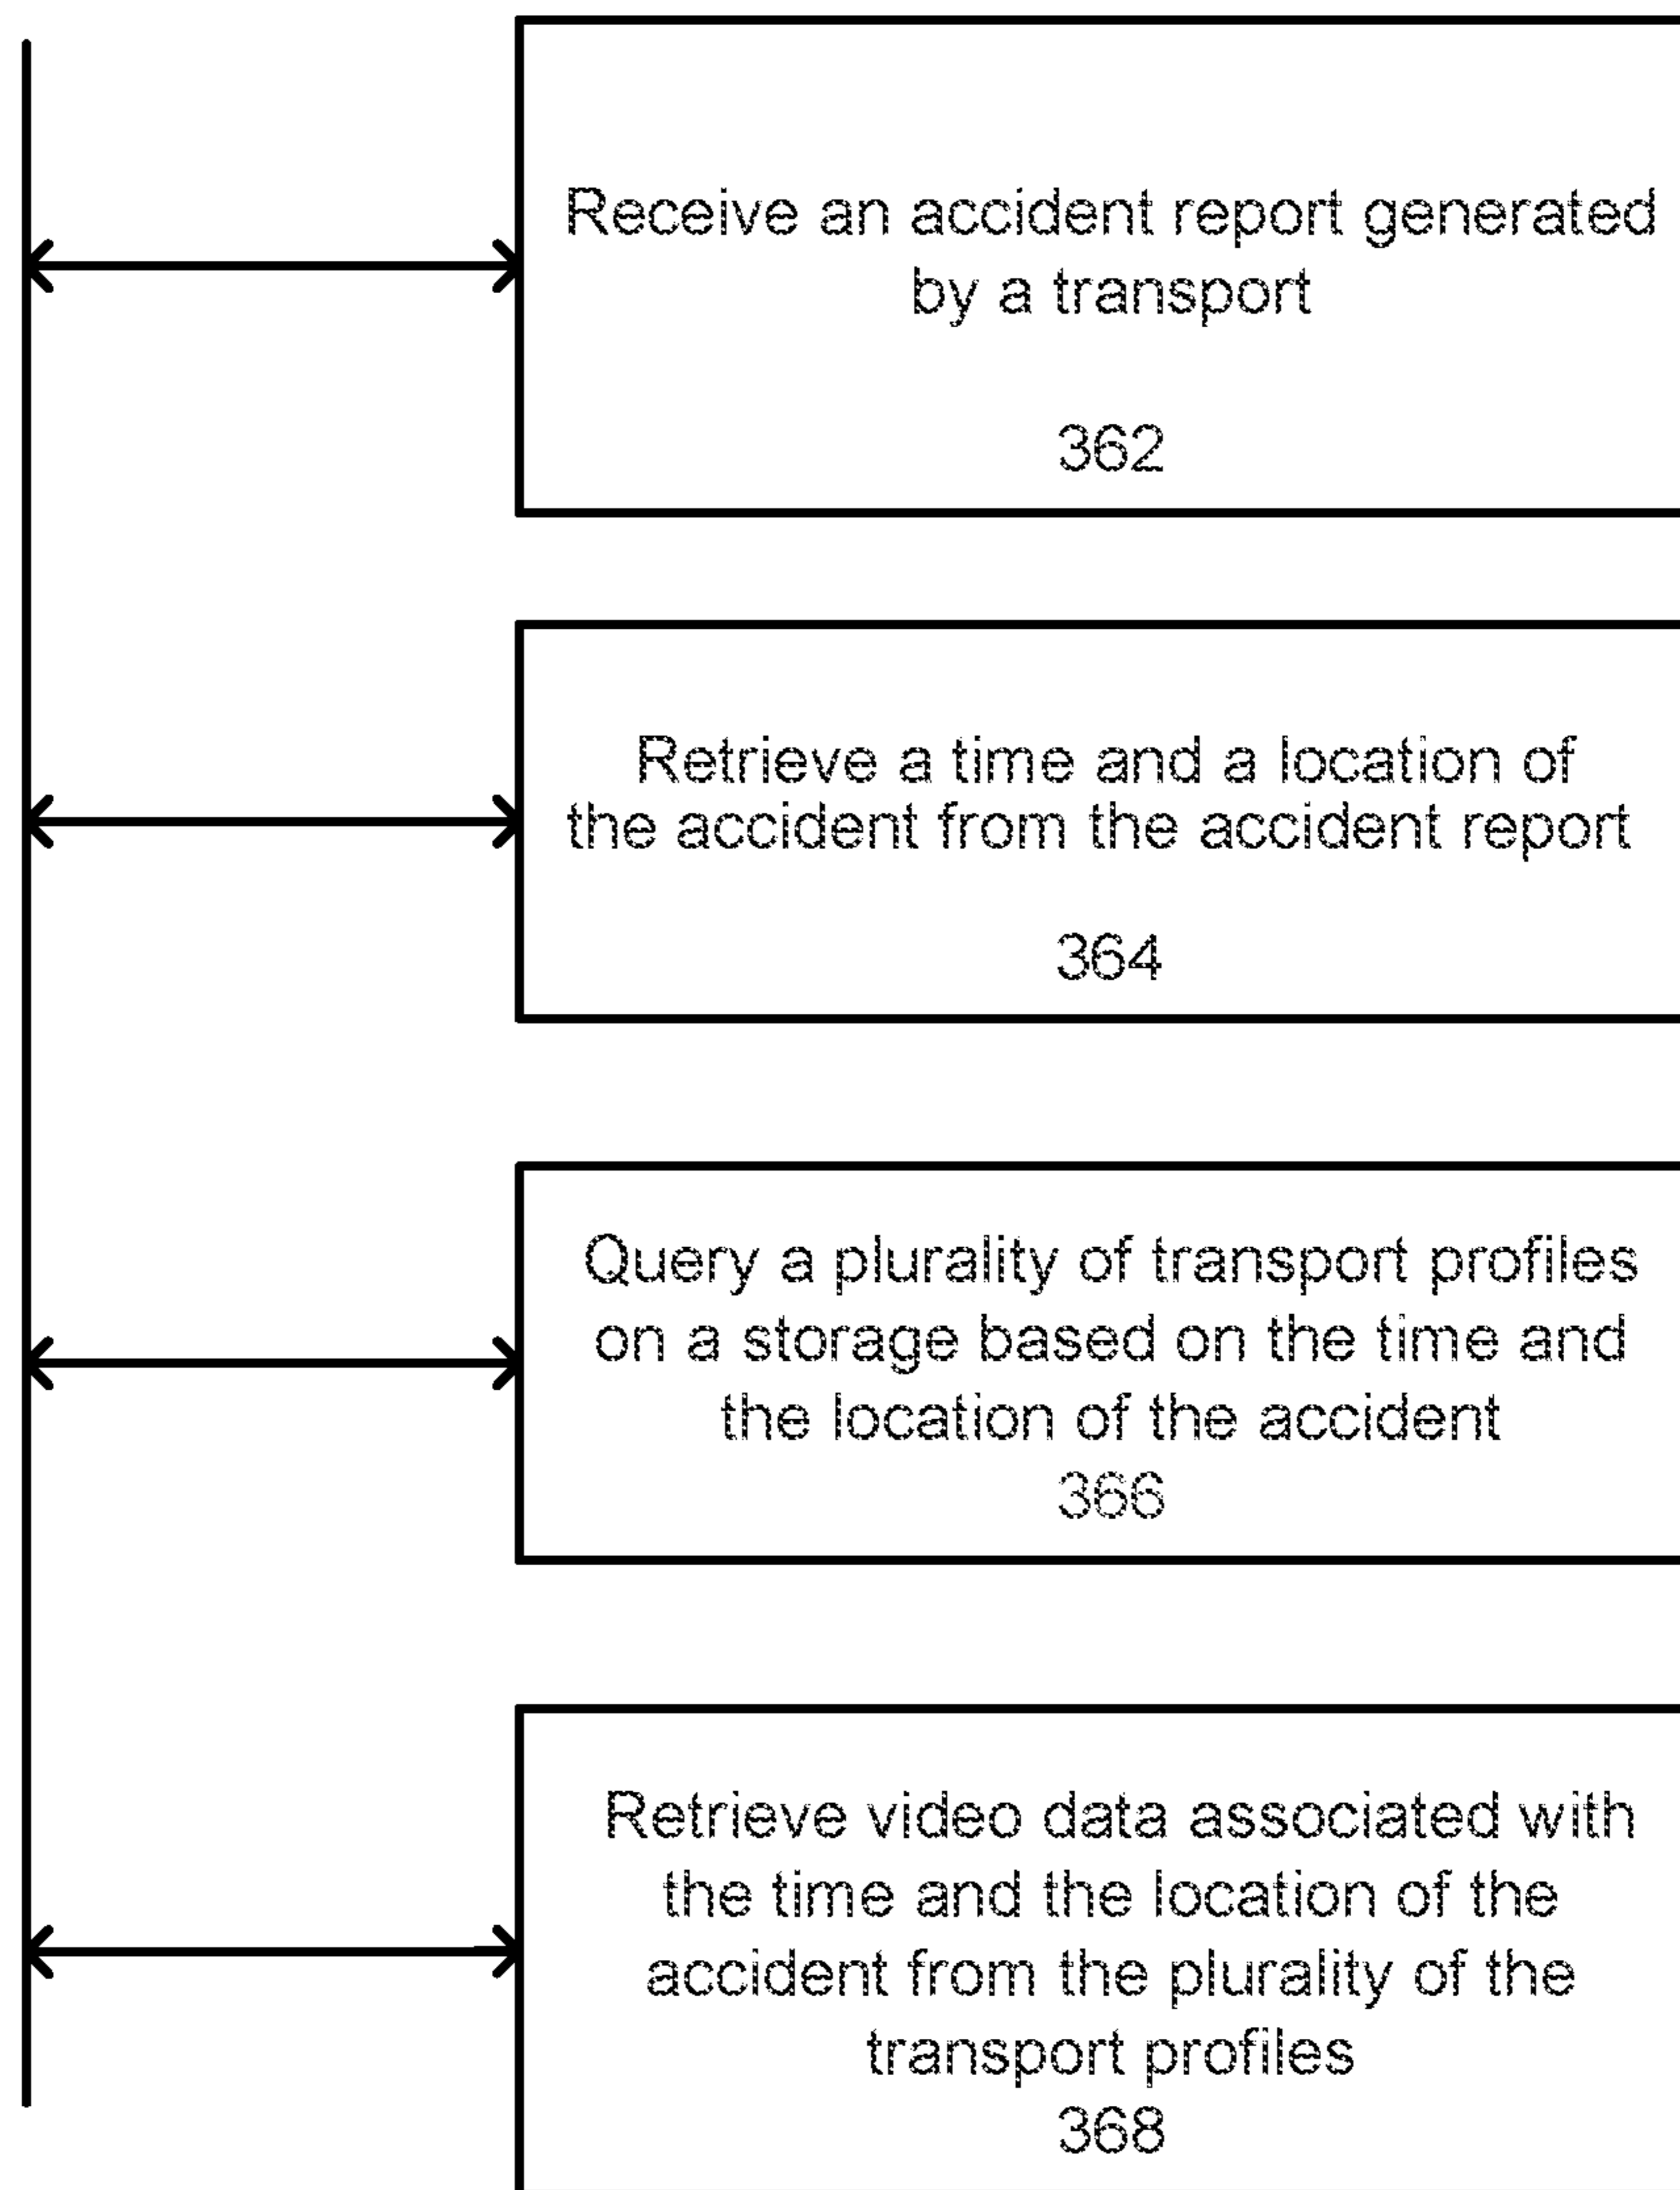 Receive an accident report generated
by a transport
362
Retrieve a time and a location of
the accident from the accident report
364
Query a plurality of transport profiles
on a storage based on the time and
the location of the accident
366
Retrieve video data associated with
the time and the location of the
accident from the plurality of the
transport profiles
368